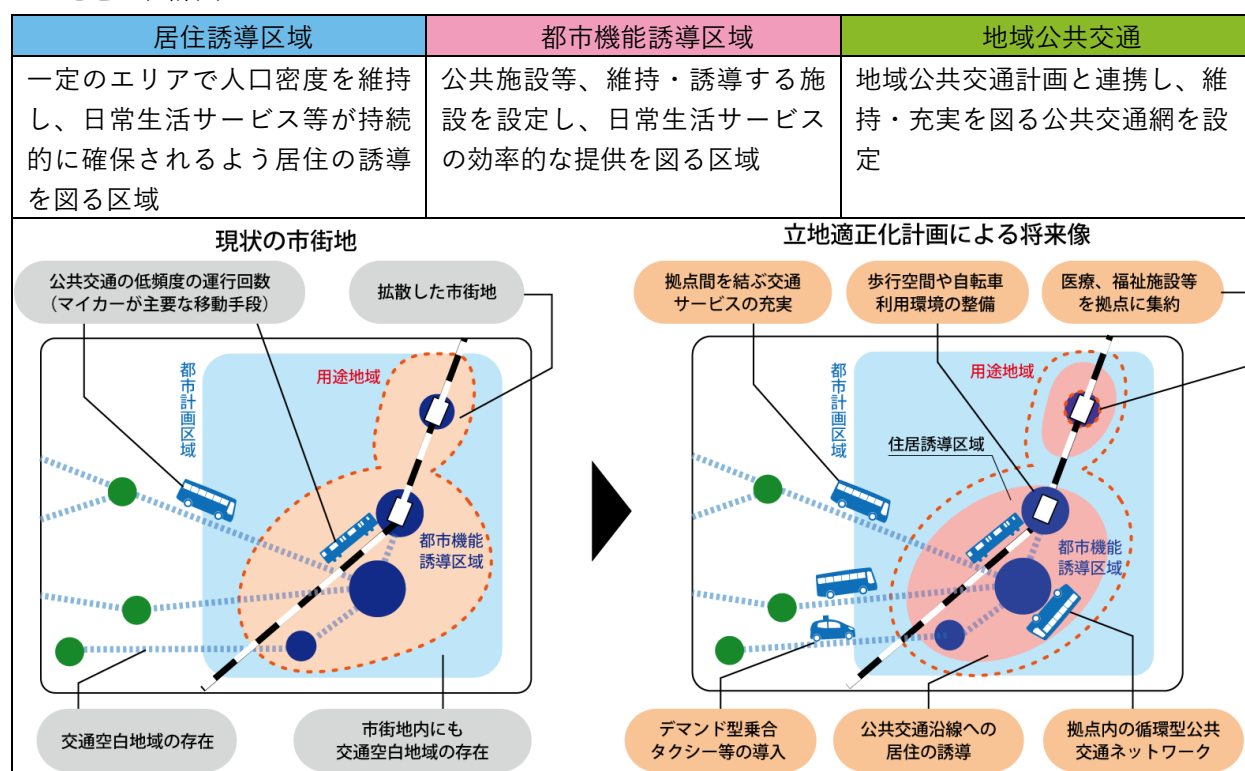 居住誘導区域
都市機能誘導区域
地域公共交通
一定のエリアで人口密度を維持
し、日常生活サービス等が持続
的に確保されるよう居住の誘導
を図る区域
公共施設等、維持・誘導する施
設を設定し、日常生活サービス
の効率的な提供を図る区域
地域公共交通計画と連携し、維
持・充実を図る公共交通網を設
定
現状の市街地
公共交通の低頻度の運行回数
(マイカーが主要な移動手段)
拡散した市街地
都市計画区域
用途地域
都市機能
誘導区域
交通空白地域の存在
市街地内にも
交通空白地域の存在
立地適正化計画による将来像
拠点間を結ぶ交通
サービスの充実
歩行空間や自転車
利用環境の整備
医療、福祉施設等
を拠点に集約
都市計画区域
用途地域
住居誘導区域
都市機能
誘導区域
デマンド型乗合
タクシー等の導入
公共交通沿線への
居住の誘導
拠点内の循環型公共
交通ネットワーク